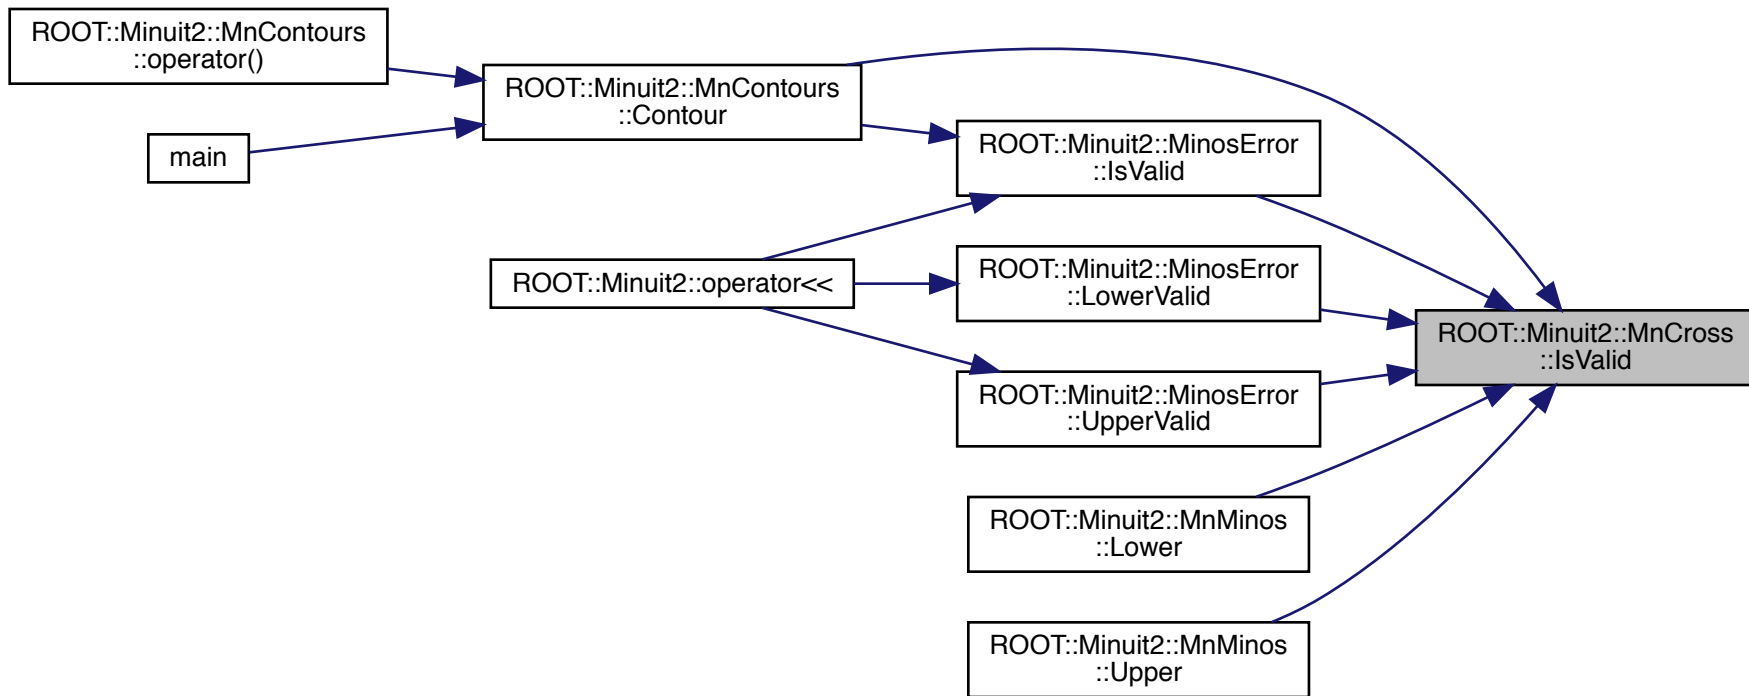 ROOT::Minuit2::MnContours
::operator()
main
ROOT::Minuit2::MnContours
::Contour
ROOT::Minuit2::operator<<
ROOT::Minuit2::MinosError
::IsValid
ROOT::Minuit2::MinosError
::LowerValid
ROOT::Minuit2::MinosError
::UpperValid
ROOT::Minuit2::MnMinos
::Lower
ROOT::Minuit2::MnMinos
::Upper
ROOT::Minuit2::MnCross
::IsValid